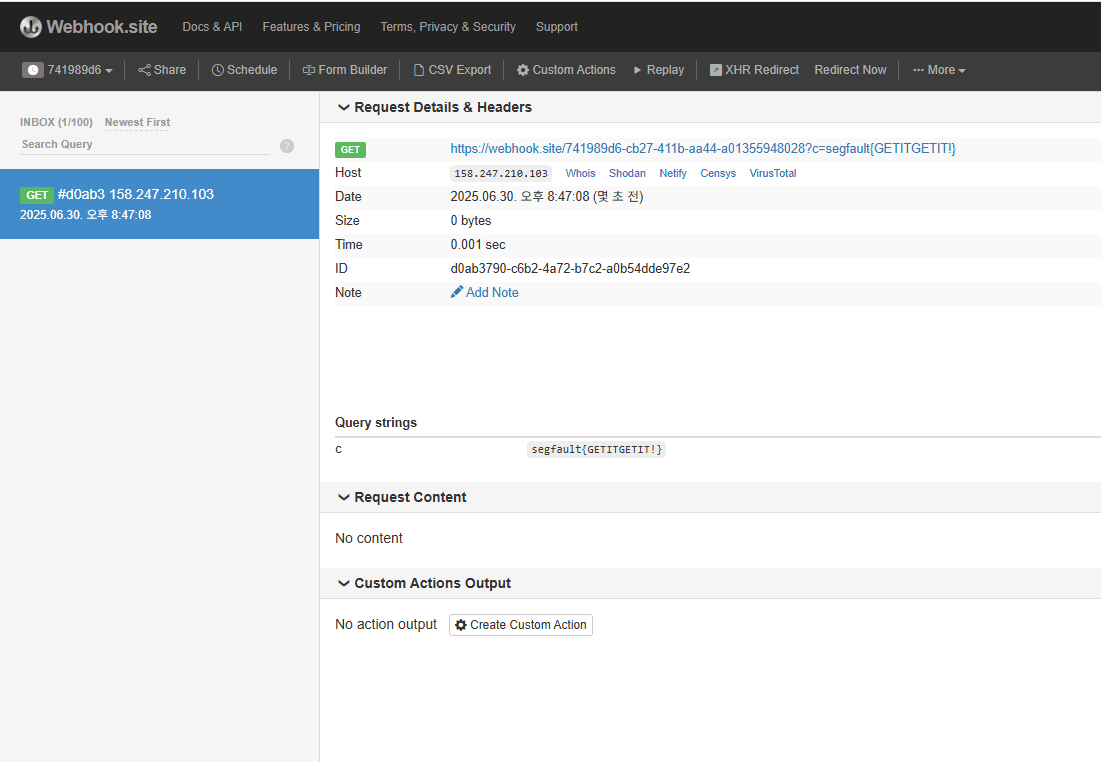 Webhook.site Docs & API Features & Pricing Terms, Privacy & Security Support
741989d6 Share Schedule Form Builder CSV Export Custom Actions Replay XHR Redirect Redirect Now ··· More
INBOX (1/100) Newest First
Search Query ?
GET #d0ab3 158.247.210.103
2025.06.30. 오후 8:47:08
Request Details & Headers
GET https://webhook.site/741989d6-cb27-411b-aa44-a01355948028?c=segfault{GETITGETIT!}
Host 158.247.210.103 Whois Shodan Netify Censys VirusTotal
Date 2025.06.30. 오후 8:47:08 (몇 초 전)
Size 0 bytes
Time 0.001 sec
ID d0ab3790-c6b2-4a72-b7c2-a0b54dde97e2
Note Add Note
Query strings
c segfault{GETITGETIT!}
Request Content
No content
Custom Actions Output
No action output Create Custom Action